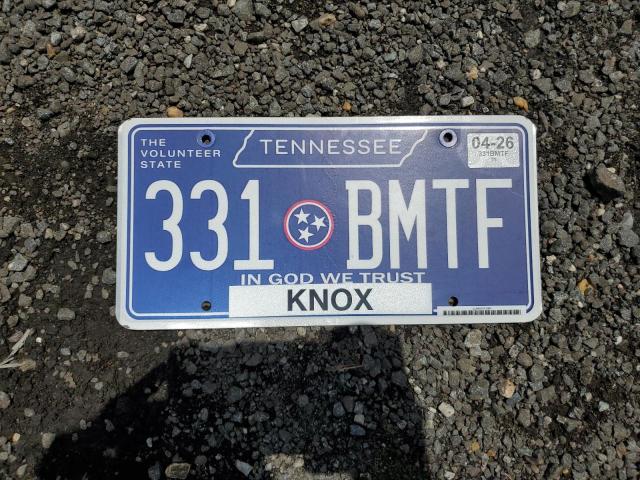 THE
VOLUNTEER
STATE
TENNESSEE
04-26
331BMTF
331 BMTF
IN GOD WE TRUST
KNOX